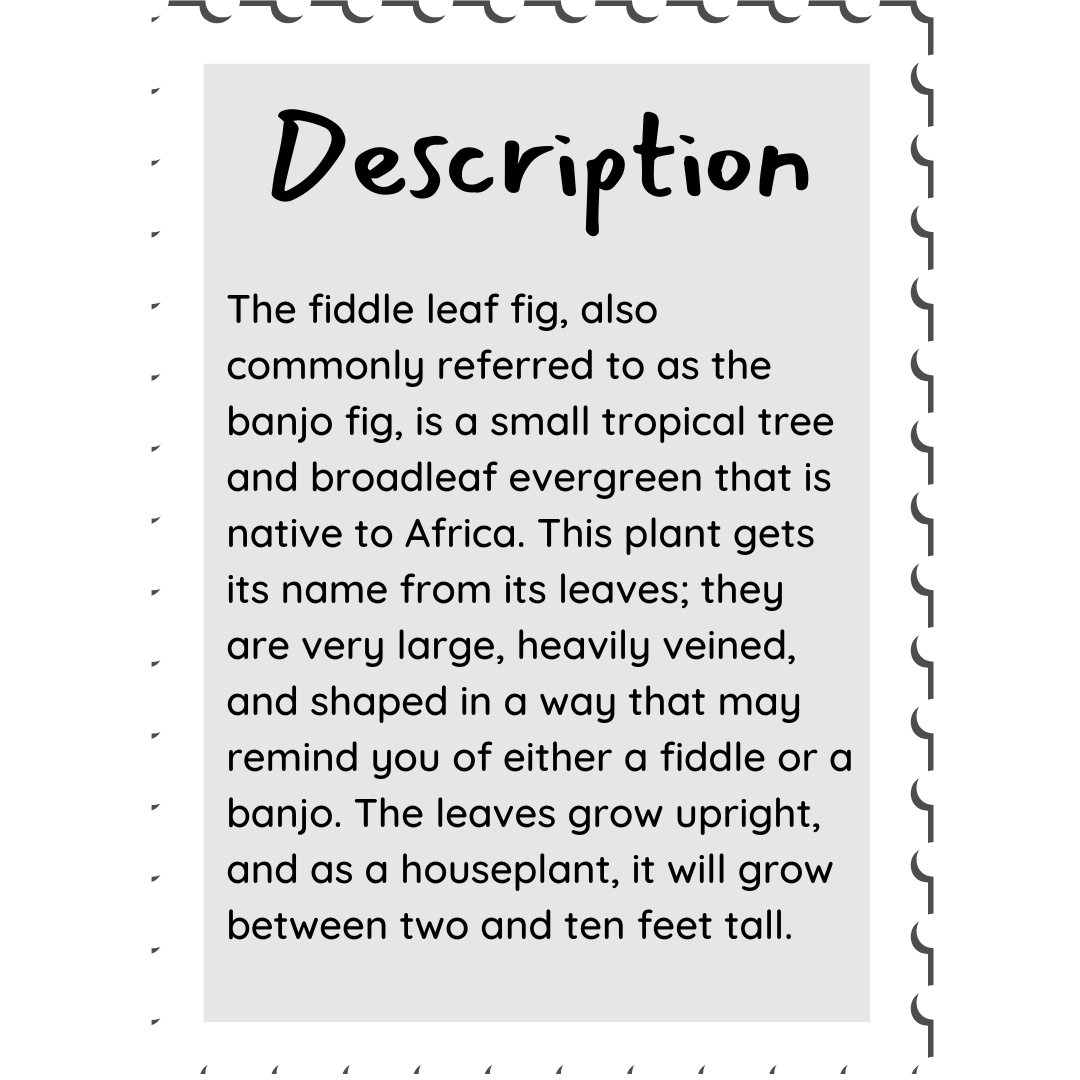 Description
The fiddle leaf fig, also
commonly referred to as the
banjo fig, is a small tropical tree
and broadleaf evergreen that is
native to Africa. This plant gets
its name from its leaves; they
are very large, heavily veined,
and shaped in a way that may
remind you of either a fiddle or a
banjo. The leaves grow upright,
and as a houseplant, it will grow
between two and ten feet tall.